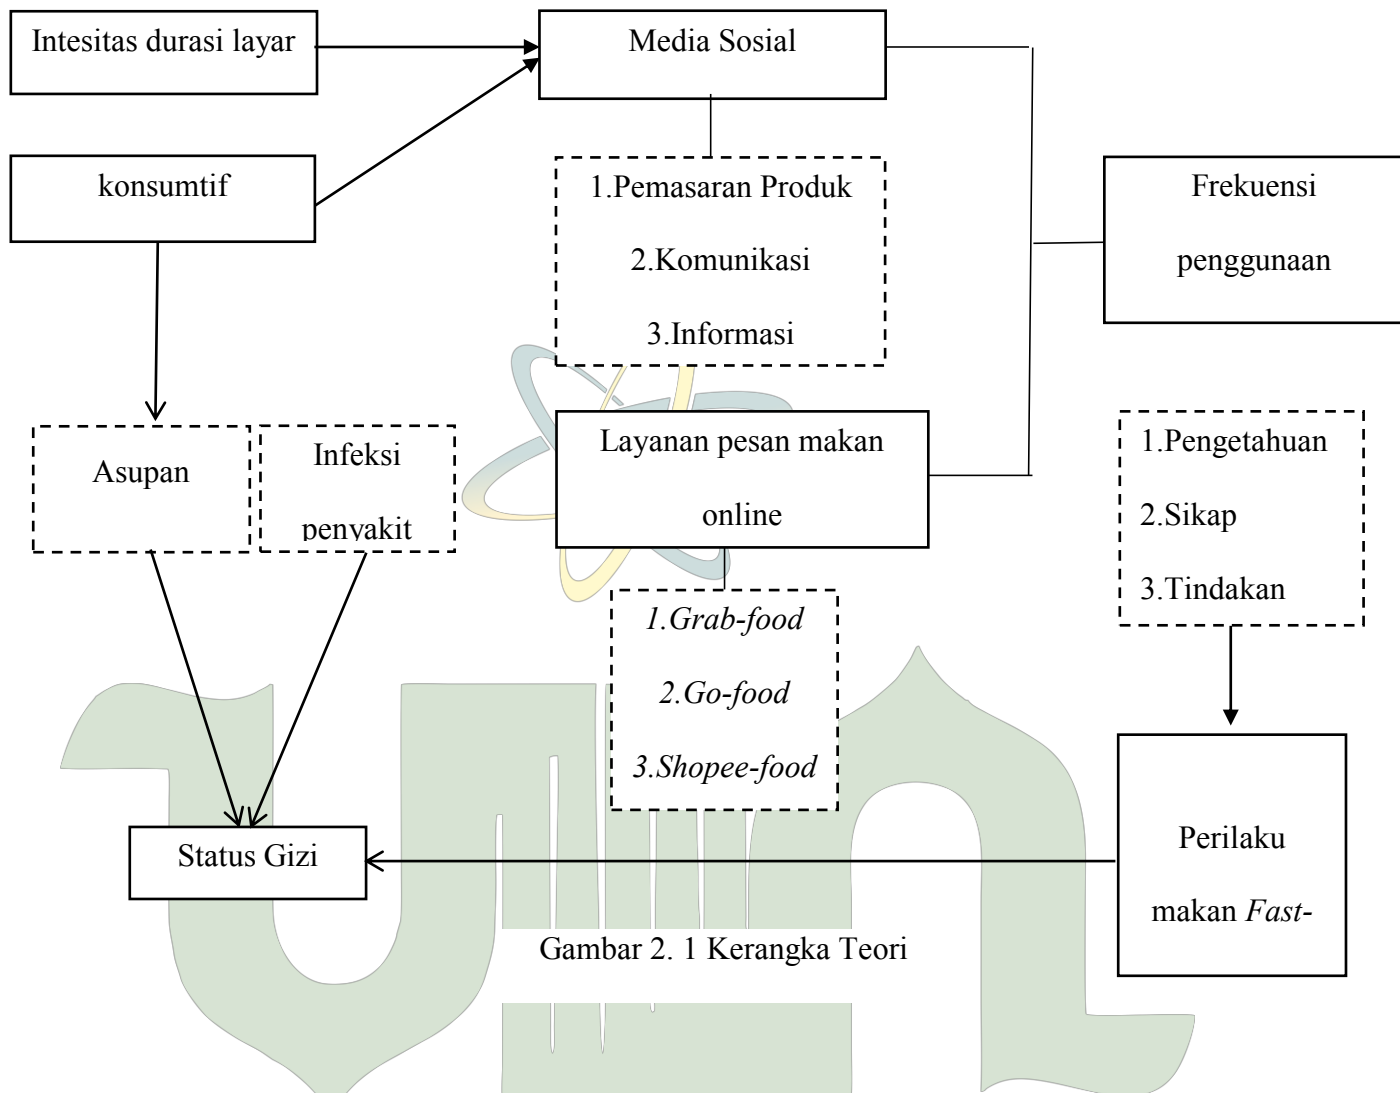 Intesitas durasi layar
Media Sosial
konsumtif
1.Pemasaran Produk
2.Komunikasi
3.Informasi
Frekuensi
penggunaan
Asupan
Infeksi
penyakit
Layanan pesan makan
online
1.Pengetahuan
2.Sikap
3.Tindakan
1.Grab-food
2.Go-food
3.Shopee-food
Status Gizi
Perilaku
makan Fast-
Gambar 2. 1 Kerangka Teori